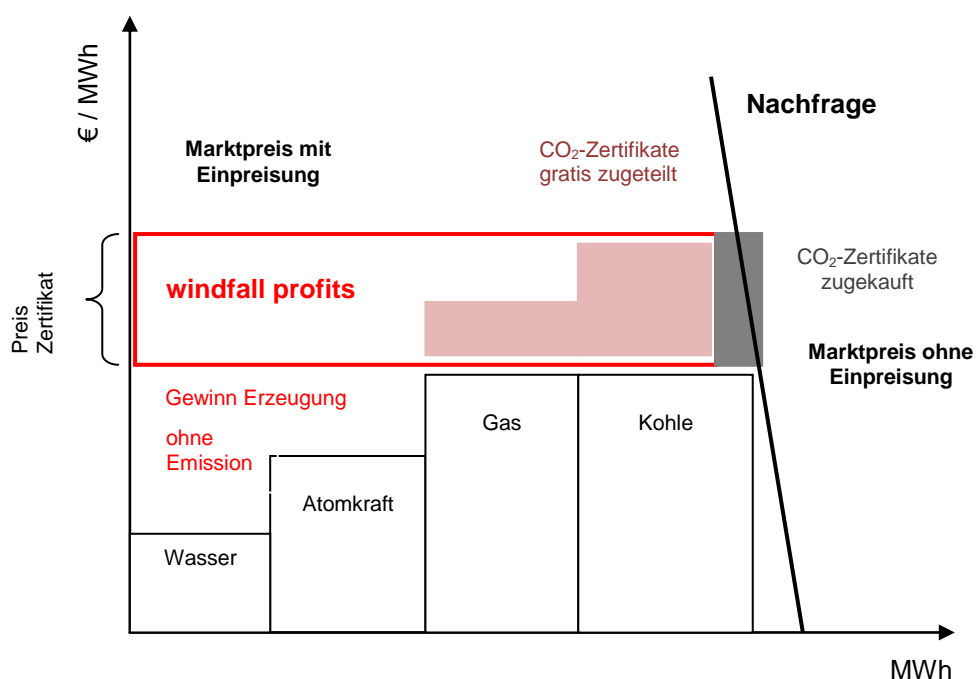 € / MWh
Nachfrage
Marktpreis mit
Einpreisung
CO₂-Zertifikate
gratis zugeteilt
Preis
Zertifikat
windfall profits
CO₂-Zertifikate
zugekauft
Marktpreis ohne
Einpreisung
Gewinn Erzeugung
ohne
Emission
Gas
Kohle
Atomkraft
Wasser
MWh